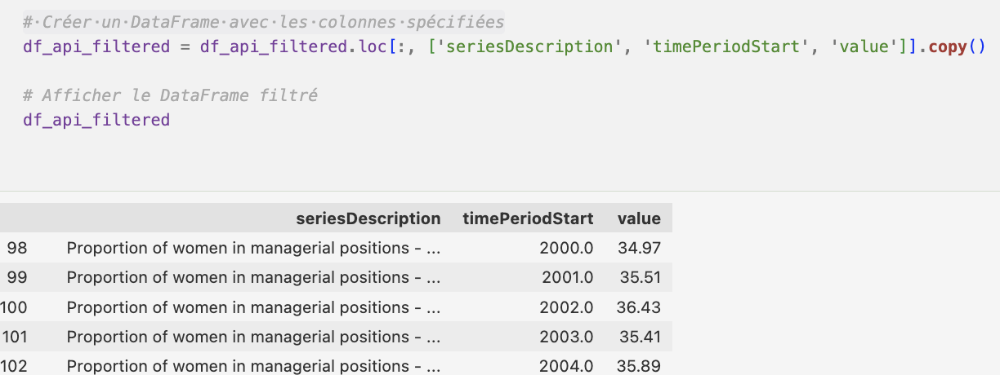 # Créer un DataFrame avec les colonnes spécifiées
df_api_filtered = df_api_filtered.loc[:, ['seriesDescription', 'timePeriodStart', 'value']].copy()
# Afficher le DataFrame filtré
df_api_filtered
seriesDescription timePeriodStart value
98 Proportion of women in managerial positions - ... 2000.0 34.97
99 Proportion of women in managerial positions - ... 2001.0 35.51
100 Proportion of women in managerial positions - ... 2002.0 36.43
101 Proportion of women in managerial positions - ... 2003.0 35.41
102 Proportion of women in managerial positions - ... 2004.0 35.89